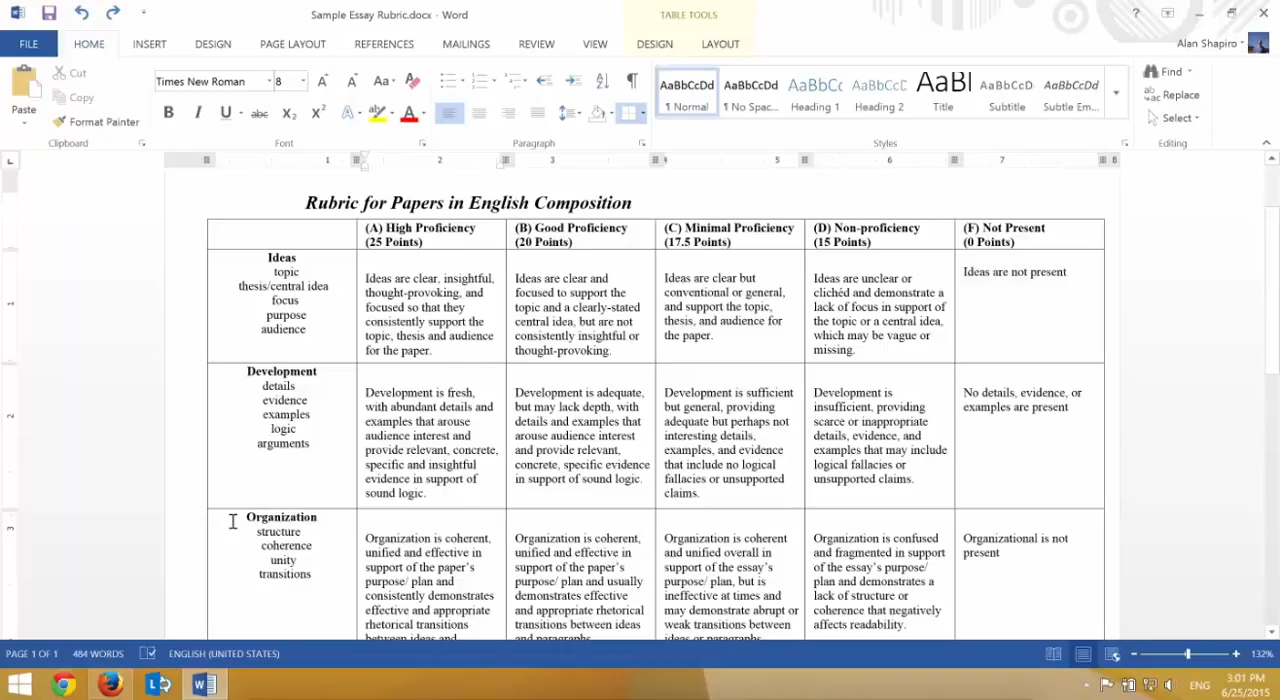 Sample Essay Rubric.docx - Word
TABLE TOOLS
?
FILE HOME INSERT DESIGN PAGE LAYOUT REFERENCES MAILINGS REVIEW VIEW DESIGN LAYOUT
Alan Shapiro
Paste
Cut
Copy
Format Painter
Clipboard
Times New Roman 8
B I U abc X₂ X²
Font
Paragraph
AaBbCcDd AaBbCcDd AaBbCc AaBbCcD AaBl AaBbCcD AaBbCcDd
¶ Normal ¶ No Spac... Heading 1 Heading 2 Title Subtitle Subtle Em...
Styles
Find
Replace
Select
Editing
1 2 3 5 6 7 8
Rubric for Papers in English Composition
(A) High Proficiency
(25 Points)
(B) Good Proficiency
(20 Points)
(C) Minimal Proficiency
(17.5 Points)
(D) Non-proficiency
(15 Points)
(F) Not Present
(0 Points)
Ideas
topic
thesis/central idea
focus
purpose
audience
Ideas are clear, insightful,
thought-provoking, and
focused so that they
consistently support the
topic, thesis and audience
for the paper.
Ideas are clear and
focused to support the
topic and a clearly-stated
central idea, but are not
consistently insightful or
thought-provoking.
Ideas are clear but
conventional or general,
and support the topic,
thesis, and audience for
the paper.
Ideas are unclear or
clichéd and demonstrate a
lack of focus in support of
the topic or a central idea,
which may be vague or
missing.
Ideas are not present
Development
details
evidence
examples
logic
arguments
Development is fresh,
with abundant details and
examples that arouse
audience interest and
provide relevant, concrete,
specific and insightful
evidence in support of
sound logic.
Development is adequate,
but may lack depth, with
details and examples that
arouse audience interest
and provide relevant,
concrete, specific evidence
in support of sound logic.
Development is sufficient
but general, providing
adequate but perhaps not
interesting details,
examples, and evidence
that include no logical
fallacies or unsupported
claims.
Development is
insufficient, providing
scarce or inappropriate
details, evidence, and
examples that may include
logical fallacies or
unsupported claims.
No details, evidence, or
examples are present
Organization
structure
coherence
unity
transitions
Organization is coherent,
unified and effective in
support of the paper's
purpose/ plan and
consistently demonstrates
effective and appropriate
rhetorical transitions
between ideas and
Organization is coherent,
unified and effective in
support of the paper's
purpose/ plan and usually
demonstrates effective
and appropriate rhetorical
transitions between ideas
and paragraphs.
Organization is coherent
and unified overall in
support of the essay's
purpose/ plan, but is
ineffective at times and
may demonstrate abrupt or
weak transitions between
ideas or paragraphs.
Organization is confused
and fragmented in support
of the essay's purpose/
plan and demonstrates a
lack of structure or
coherence that negatively
affects readability.
Organizational is not
present
PAGE 1 OF 1 484 WORDS ENGLISH (UNITED STATES) 132%
ENG
3:01 PM
6/25/2015